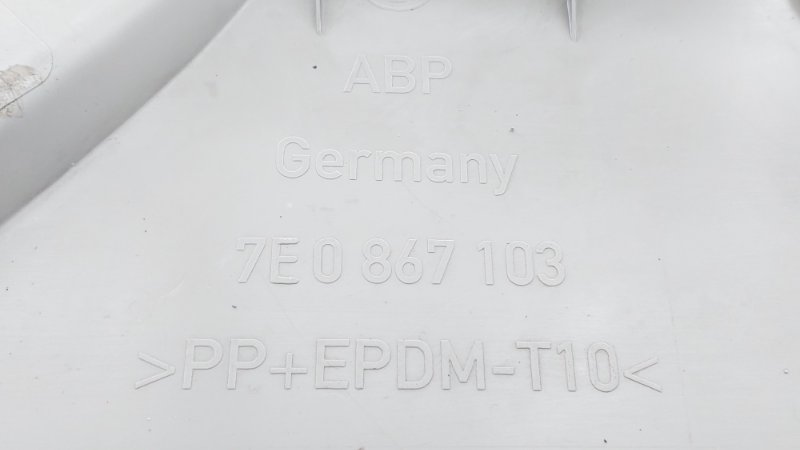 ABP
Germany
7E0 867 103
>PP+EPDM-T10<